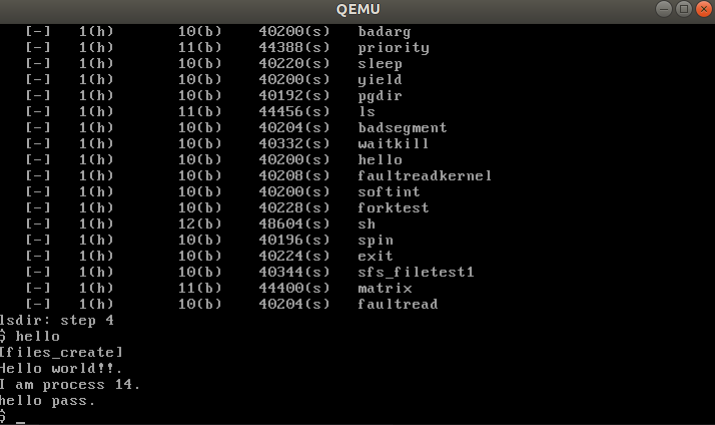 QEMU
[-] 1(h) 10(b) 40200(s) badarg
[-] 1(h) 11(b) 44388(s) priority
[-] 1(h) 10(b) 40220(s) sleep
[-] 1(h) 10(b) 40200(s) yield
[-] 1(h) 10(b) 40192(s) pgdir
[-] 1(h) 11(b) 44456(s) ls
[-] 1(h) 10(b) 40204(s) badsegment
[-] 1(h) 10(b) 40332(s) waitkill
[-] 1(h) 10(b) 40200(s) hello
[-] 1(h) 10(b) 40208(s) faultreadkernel
[-] 1(h) 10(b) 40200(s) softint
[-] 1(h) 10(b) 40228(s) forktest
[-] 1(h) 12(b) 48604(s) sh
[-] 1(h) 10(b) 40196(s) spin
[-] 1(h) 10(b) 40224(s) exit
[-] 1(h) 10(b) 40344(s) sfs_filetest1
[-] 1(h) 11(b) 44400(s) matrix
[-] 1(h) 10(b) 40204(s) faultread
lsdir: step 4
$ hello
[files_create]
Hello world!!.
I am process 14.
hello pass.
$ _